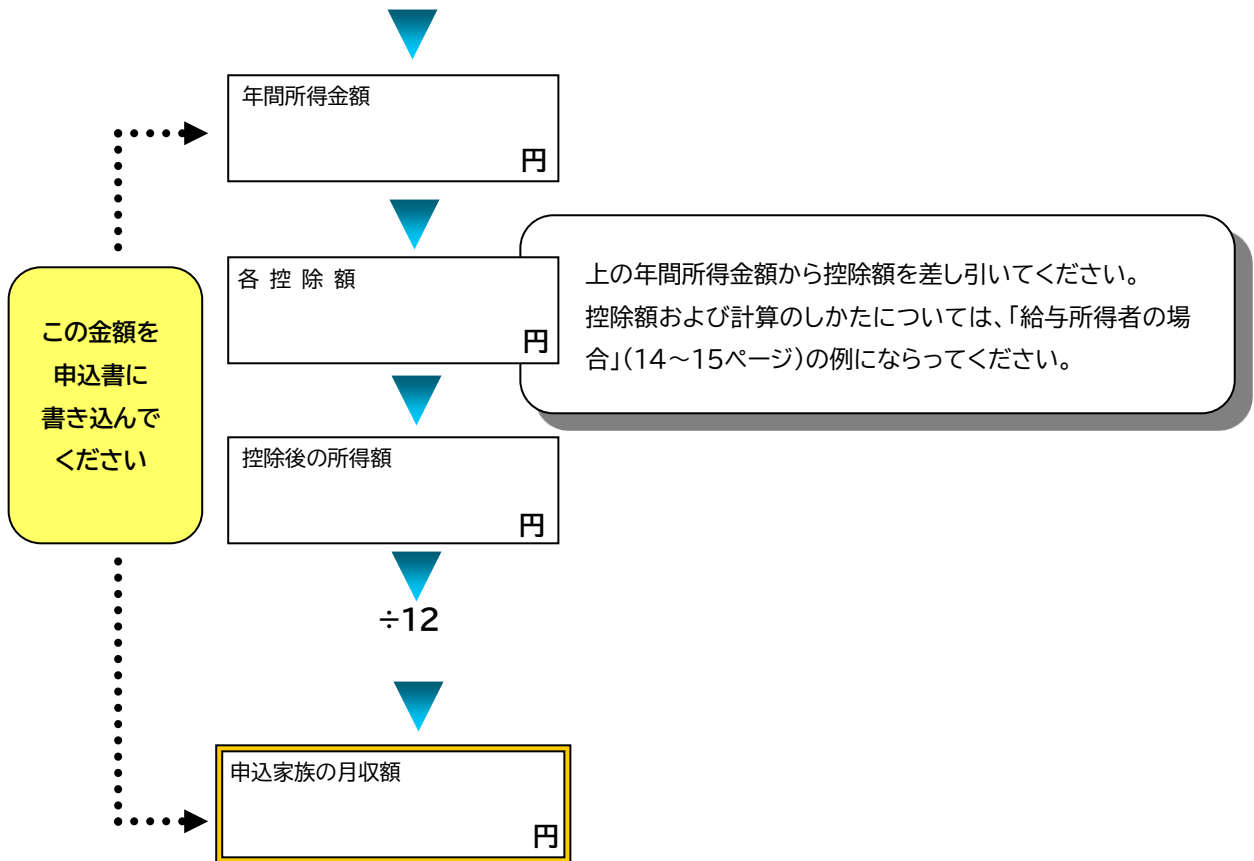 年間所得金額
円
各 控 除 額
円
上の年間所得金額から控除額を差し引いてください。
控除額および計算のしかたについては、「給与所得者の場
合」(14～15ページ)の例にならってください。
この金額を
申込書に
書き込んで
ください
控除後の所得額
円
÷12
申込家族の月収額
円